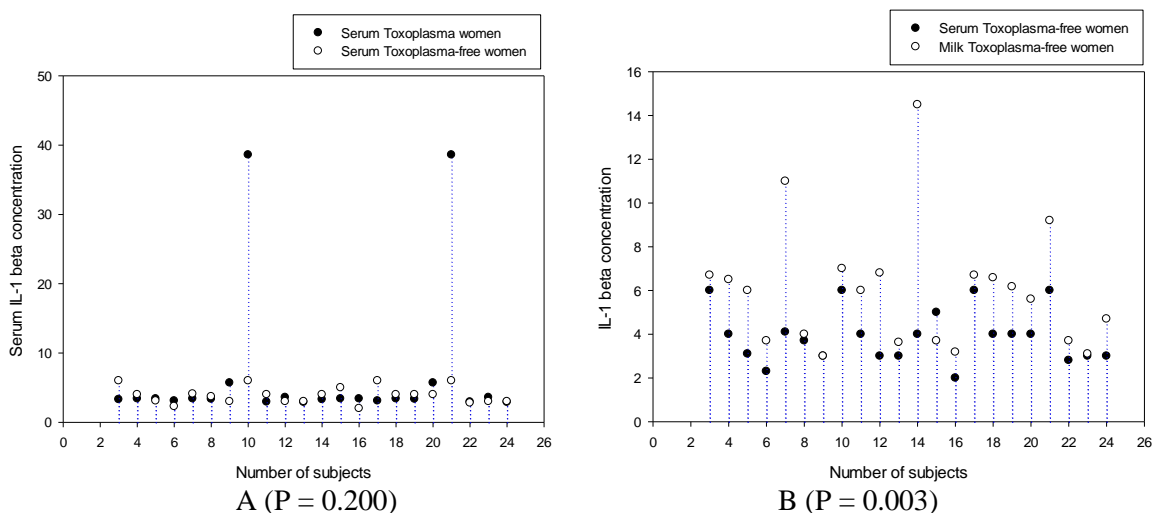 Serum Toxoplasma women
Serum Toxoplasma-free women
50
40
30
20
10
0
Serum IL-1 beta concentration
0 2 4 6 8 10 12 14 16 18 20 22 24 26
Number of subjects
A (P = 0.200)
Serum Toxoplasma-free women
Milk Toxoplasma-free women
16
14
12
10
8
6
4
2
0
IL-1 beta concentration
0 2 4 6 8 10 12 14 16 18 20 22 24 26
Number of subjects
B (P = 0.003)